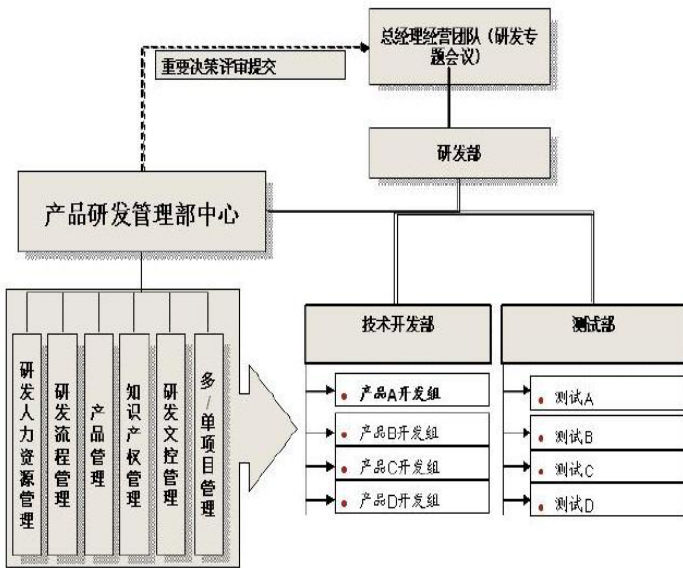 总经理经营团队（研发专
题会议）
重要决策评审提交
研发部
产品研发管理部中心
技术开发部
测试部
研发人力资源管理
研发流程管理
产品管理
知识产权管理
研发文控管理
多/单项目管理
产品A开发组
产品B开发组
产品C开发组
产品D开发组
测试A
测试B
测试C
测试D